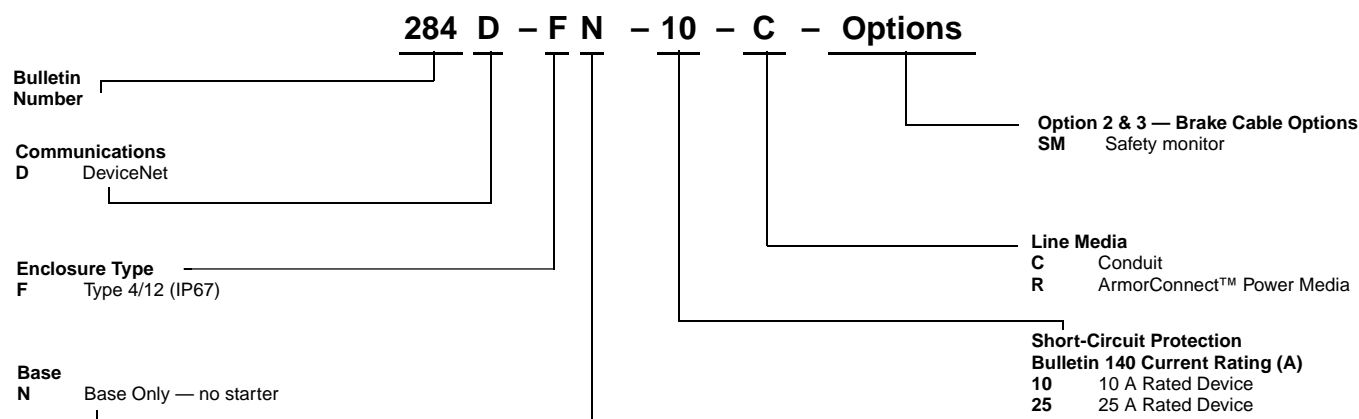 284 D – F N – 10 – C – Options
Bulletin
Number
Communications
D DeviceNet
Enclosure Type
F Type 4/12 (IP67)
Base
N Base Only — no starter
Option 2 & 3 — Brake Cable Options
SM Safety monitor
Line Media
C Conduit
R ArmorConnect™ Power Media
Short-Circuit Protection
Bulletin 140 Current Rating (A)
10 10 A Rated Device
25 25 A Rated Device